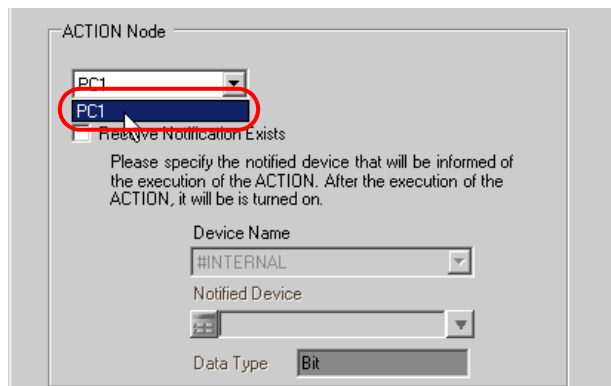 ACTION Node
PC1
PC1
Receive Notification Exists
Please specify the notified device that will be informed of
the execution of the ACTION. After the execution of the
ACTION, it will be is turned on.
Device Name
#INTERNAL
Notified Device
Data Type
Bit